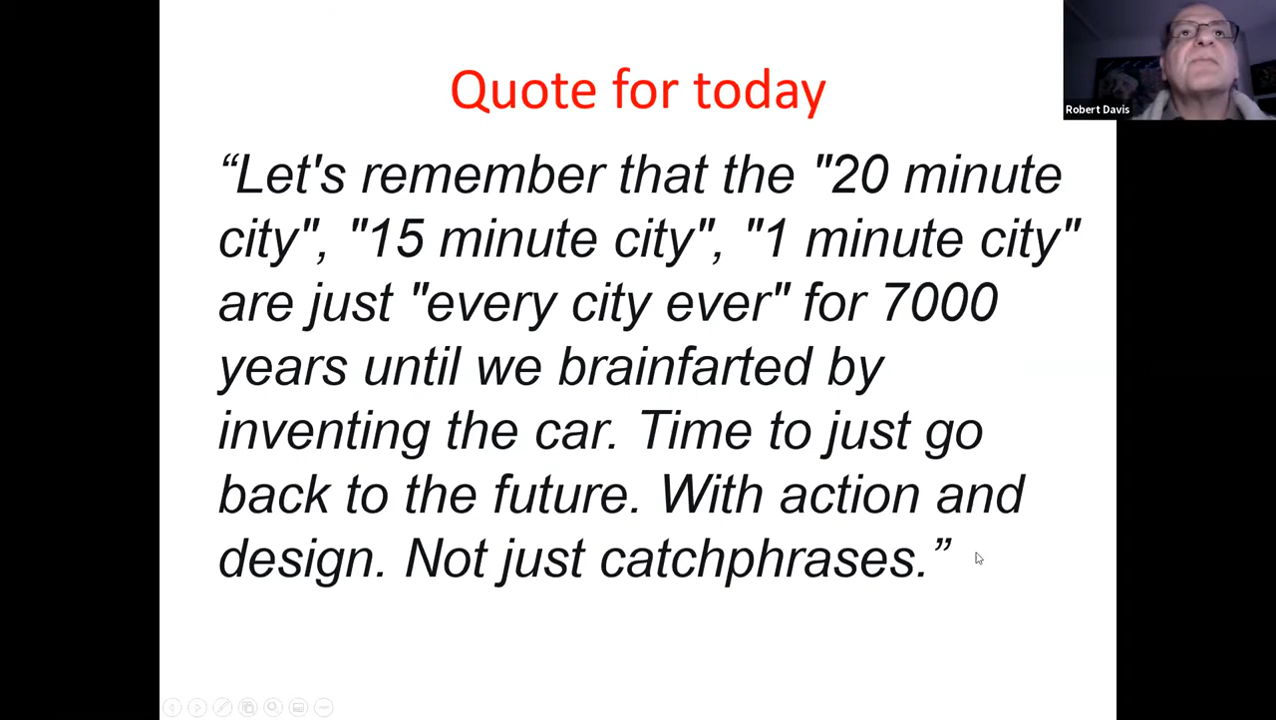 Quote for today
Robert Davis
“Let's remember that the "20 minute
city", "15 minute city", "1 minute city"
are just "every city ever" for 7000
years until we brainfarted by
inventing the car. Time to just go
back to the future. With action and
design. Not just catchphrases.”